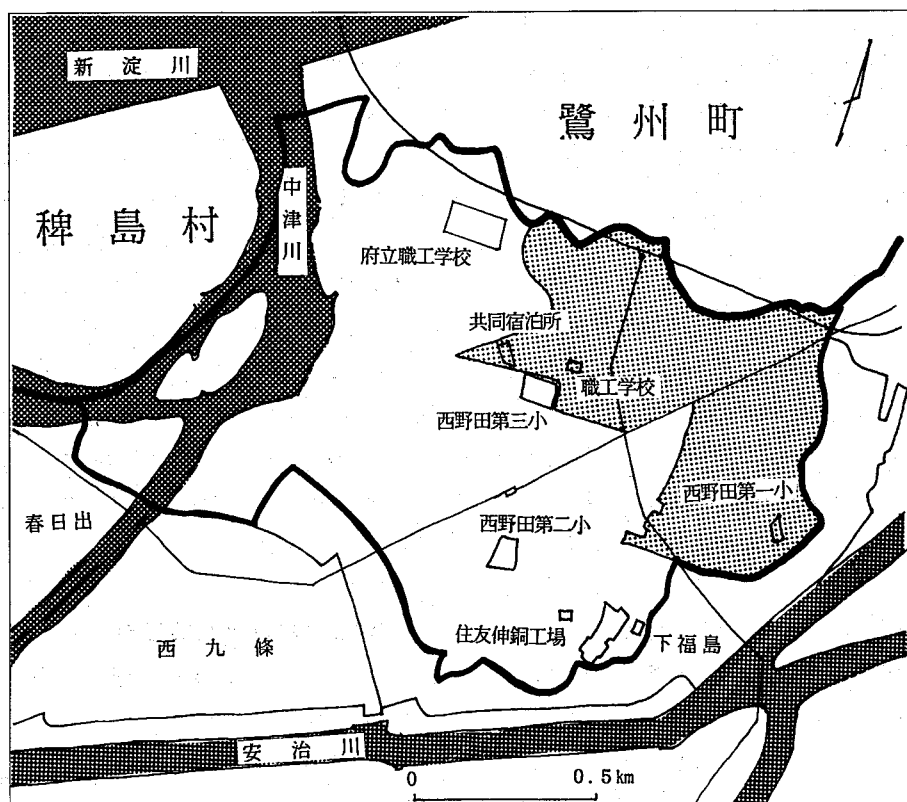 新淀川
鷺州町
中津川
稗島村
府立職工学校
共同宿泊所
職工学校
西野田第三小
西野田第一小
春日出
西野田第二小
住友伸銅工場
下福島
西九條
安治川
0 0.5km